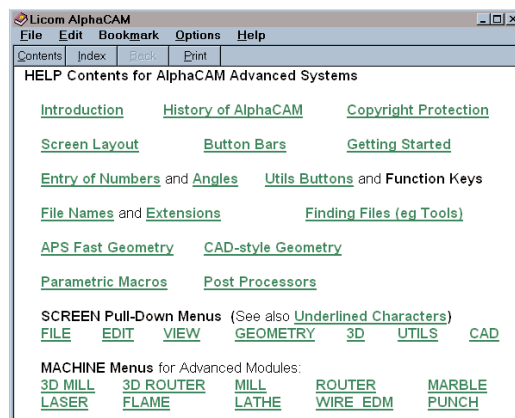 Licom AlphaCAM
File Edit Bookmark Options Help
Contents Index Back Print
HELP Contents for AlphaCAM Advanced Systems
Introduction History of AlphaCAM Copyright Protection
Screen Layout Button Bars Getting Started
Entry of Numbers and Angles Utils Buttons and Function Keys
File Names and Extensions Finding Files (eg Tools)
APS Fast Geometry CAD-style Geometry
Parametric Macros Post Processors
SCREEN Pull-Down Menus (See also Underlined Characters)
FILE EDIT VIEW GEOMETRY 3D UTILS CAD
MACHINE Menus for Advanced Modules:
3D MILL 3D ROUTER MILL ROUTER MARBLE
LASER FLAME LATHE WIRE EDM PUNCH